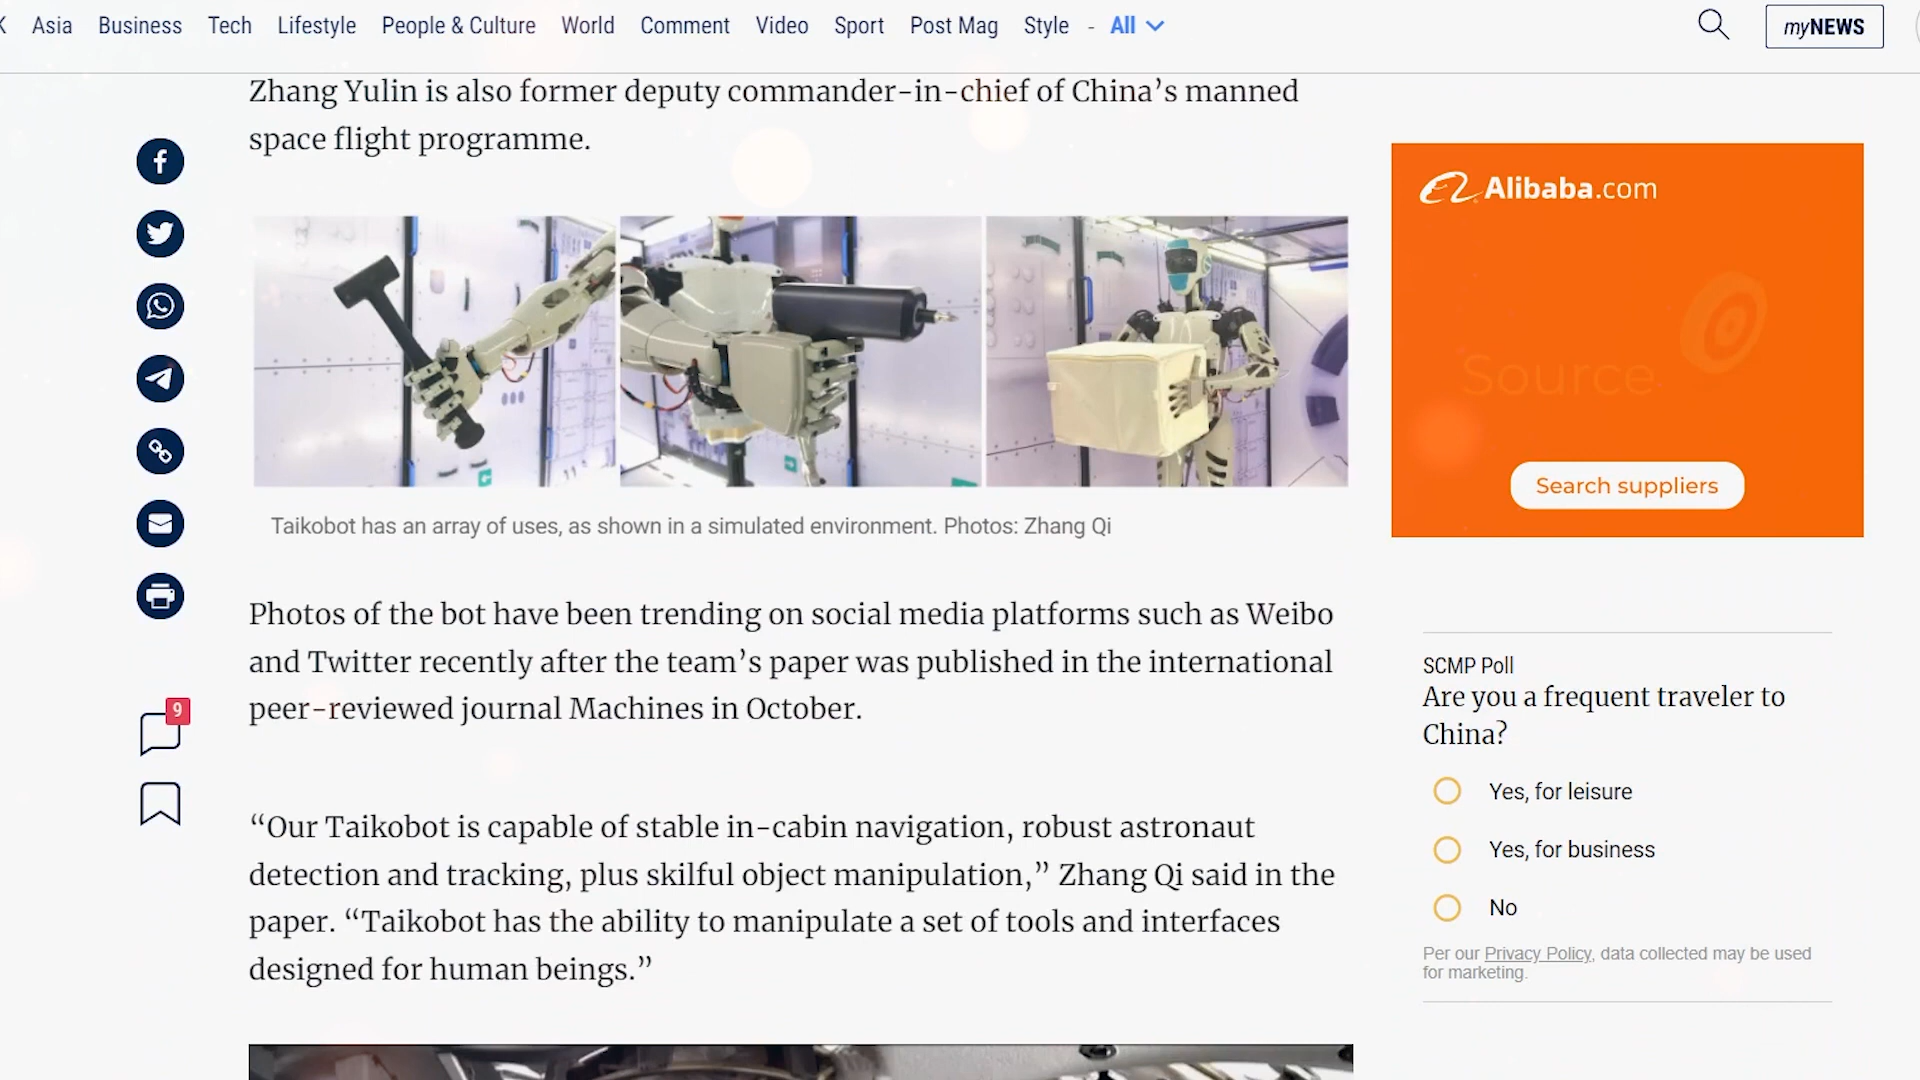 Asia Business Tech Lifestyle People & Culture World Comment Video Sport Post Mag Style - All
myNEWS
Zhang Yulin is also former deputy commander-in-chief of China’s manned
space flight programme.
Alibaba.com
Source
Search suppliers
Taikobot has an array of uses, as shown in a simulated environment. Photos: Zhang Qi
Photos of the bot have been trending on social media platforms such as Weibo
and Twitter recently after the team’s paper was published in the international
peer-reviewed journal Machines in October.
9
“Our Taikobot is capable of stable in-cabin navigation, robust astronaut
detection and tracking, plus skilful object manipulation,” Zhang Qi said in the
paper. “Taikobot has the ability to manipulate a set of tools and interfaces
designed for human beings.”
SCMP Poll
Are you a frequent traveler to
China?
Yes, for leisure
Yes, for business
No
Per our Privacy Policy, data collected may be used
for marketing.